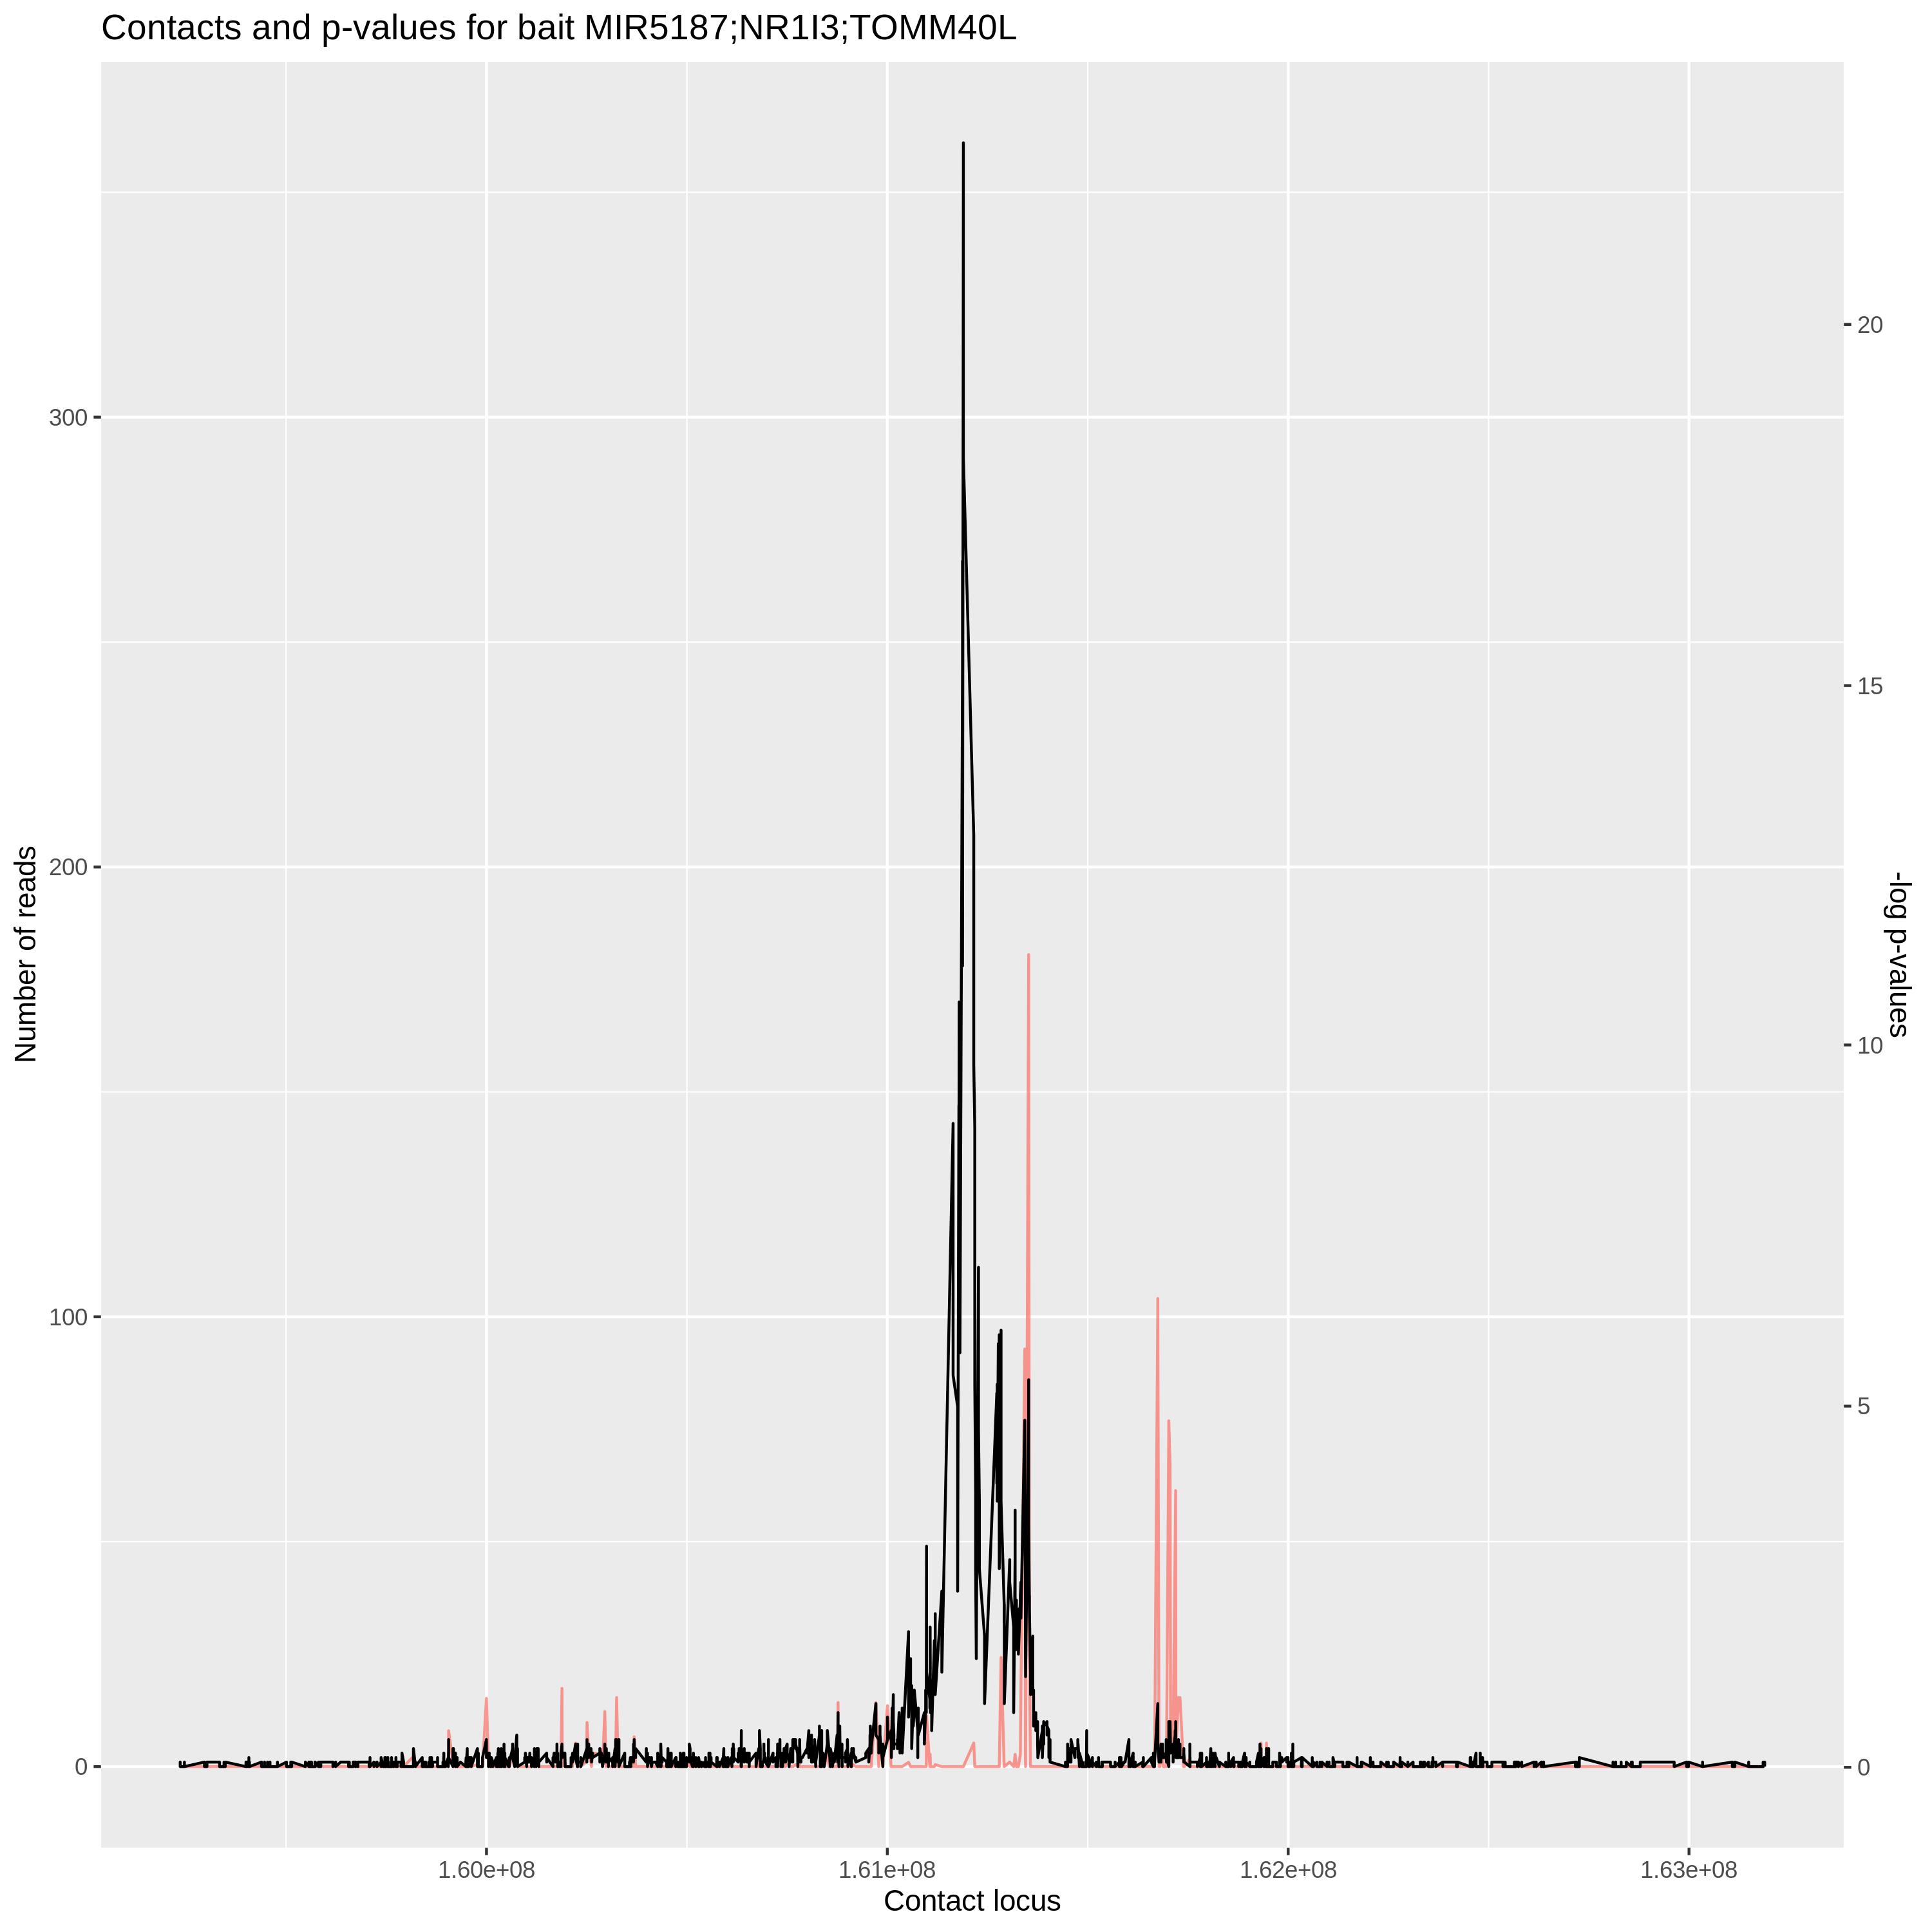 Contacts and p-values for bait MIR5187;NR1I3;TOMM40L
Number of reads
300
200
100
0
20
15
10
5
0
-log p-values
1.60e+08 1.61e+08 1.62e+08 1.63e+08
Contact locus